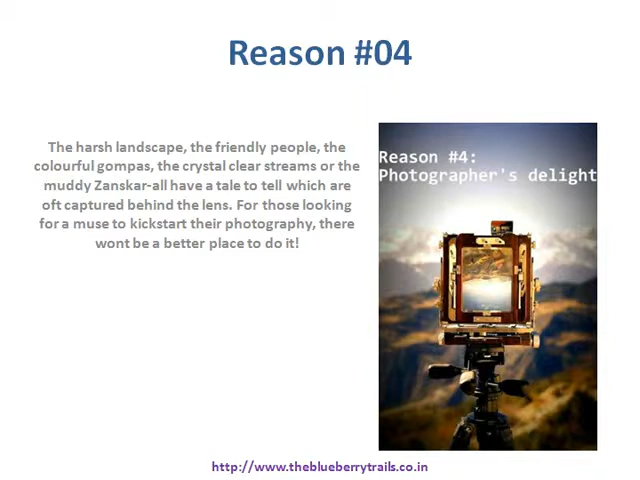 Reason #04
The harsh landscape, the friendly people, the
colourful gompas, the crystal clear streams or the
muddy Zanskar-all have a tale to tell which are
oft captured behind the lens. For those looking
for a muse to kickstart their photography, there
wont be a better place to do it!
Reason #4:
Photographer's delight
http://www.theblueberrytrails.co.in